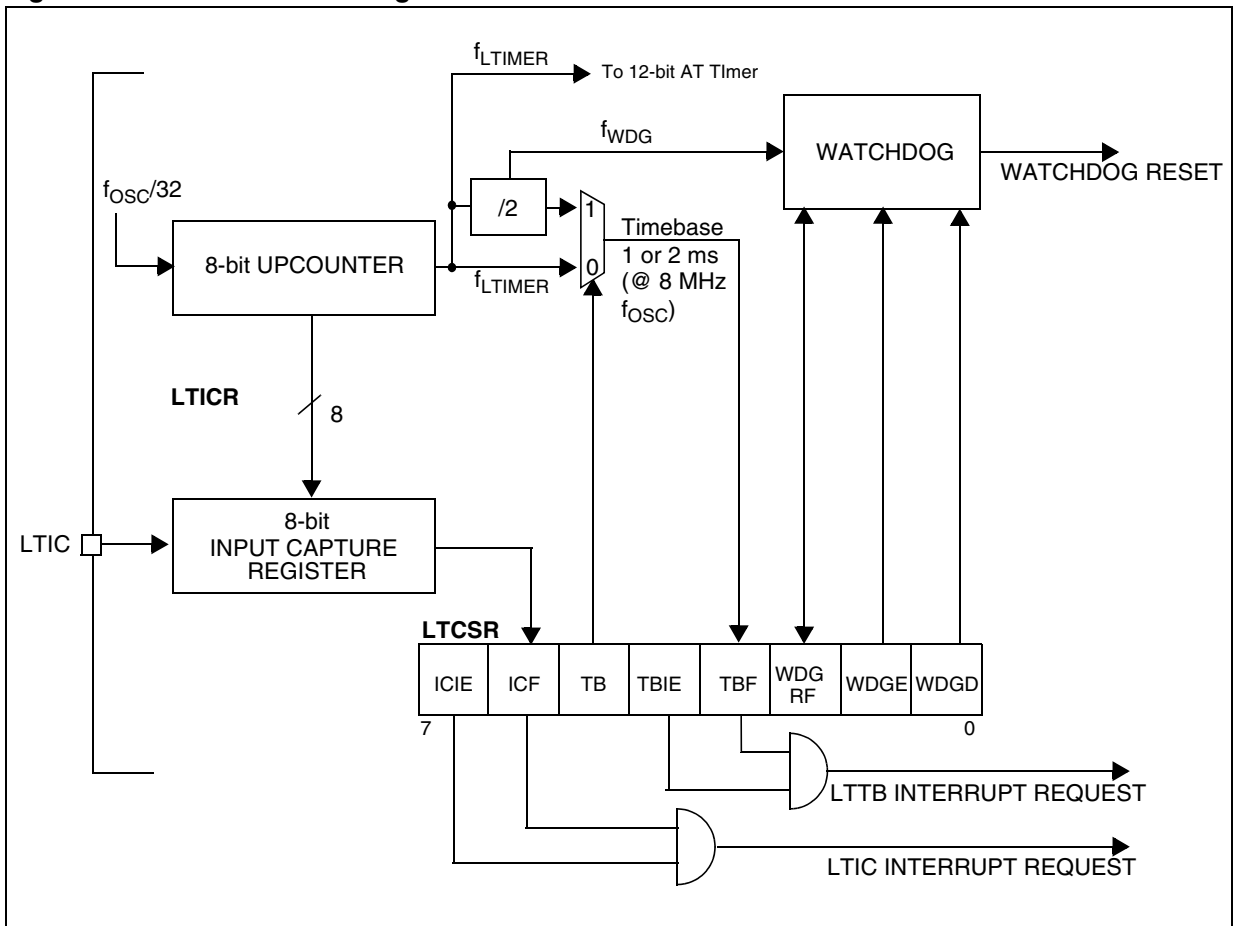 fLTIMER
To 12-bit AT TImer
fWDG
WATCHDOG
WATCHDOG RESET
fOSC/32
/2
1
8-bit UPCOUNTER
0
Timebase
1 or 2 ms
(@ 8 MHz
fOSC)
fLTIMER
LTICR
8
LTIC
8-bit
INPUT CAPTURE
REGISTER
LTCSR
ICIE
ICF
TB
TBIE
TBF
WDG
RF
WDGE
WDGD
7
0
LTTB INTERRUPT REQUEST
LTIC INTERRUPT REQUEST